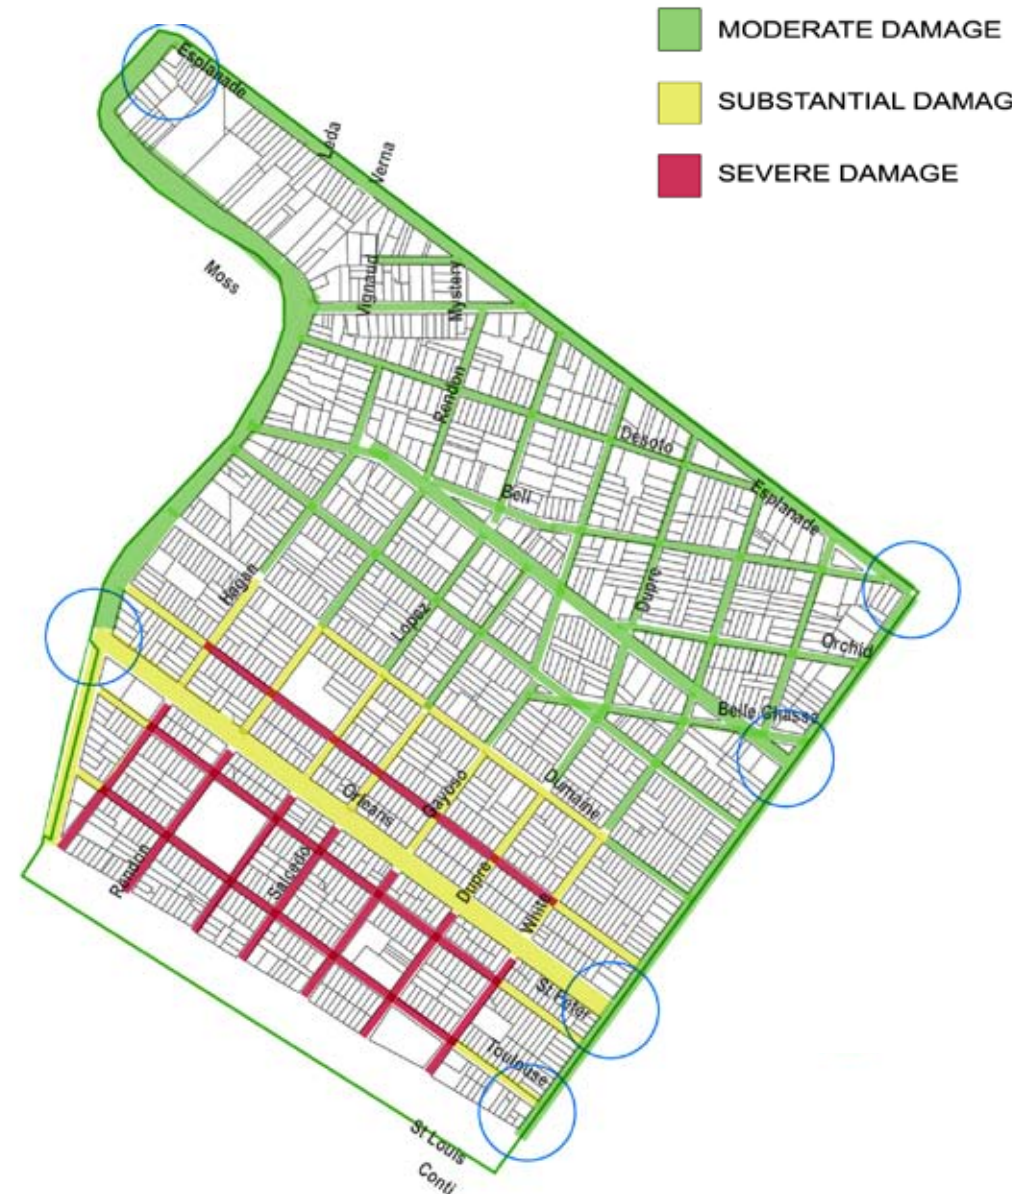 MODERATE DAMAGE
SUBSTANTIAL DAMAG
SEVERE DAMAGE
Esplanade
Leda
Verna
Moss
Vignaud
Mystery
Rendon
Desoto
Bell
Esplanade
Hagan
Lopez
Dupre
Orchid
Belle Chasse
Orleans
Gayoso
Dumaine
Rendon
Salcedo
Dupre
White
St Peter
Toulouse
St Louis
Conti